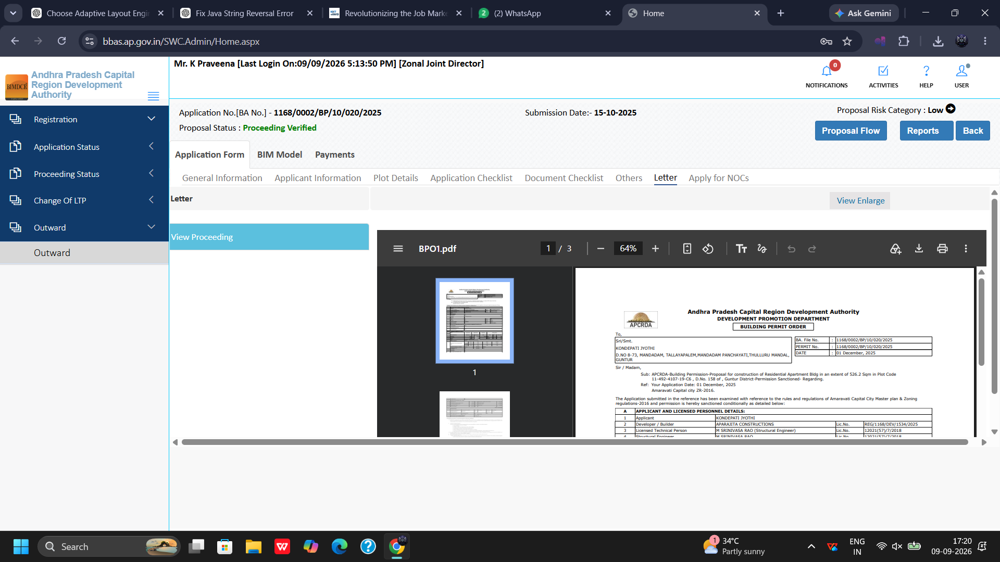 Choose Adaptive Layout Engi
Fix Java String Reversal Error
Revolutionizing the Job Marke
2
(2) WhatsApp
Home
Ask Gemini
bbas.ap.gov.in/SWC.Admin/Home.aspx
BIMDCR
Andhra Pradesh Capital
Region Development
Authority
Mr. K Praveena [Last Login On:09/09/2026 5:13:50 PM] [Zonal Joint Director]
0
NOTIFICATIONS
ACTIVITIES
HELP
USER
Registration
Application Status
Proceeding Status
Change Of LTP
Outward
Outward
Application No.[BA No.] - 1168/0002/BP/10/020/2025
Submission Date:- 15-10-2025
Proposal Risk Category : Low
Proposal Status : Proceeding Verified
Proposal Flow
Reports
Back
Application Form
BIM Model
Payments
General Information
Applicant Information
Plot Details
Application Checklist
Document Checklist
Others
Letter
Apply for NOCs
Letter
View Enlarge
View Proceeding
BPO1.pdf
1 / 3
64%
1
APCRDA
Andhra Pradesh Capital Region Development Authority
DEVELOPMENT PROMOTION DEPARTMENT
BUILDING PERMIT ORDER
To,
Sri/Smt.
KONDEPATI JYOTHI
D.NO 8-73, MANDADAM, TALLAYAPALEM,MANDADAM PANCHAYATI,THULLURU MANDAL,
GUNTUR
BA. File No. : 1168/0002/BP/10/020/2025
PERMIT No. : 1168/0002/BP/10/020/2025
DATE : 01 December, 2025
Sir / Madam,
Sub: APCRDA-Building Permission-Proposal for construction of Residential Apartment Bldg in an extent of 526.2 Sqm in Plot Code
11-492-4107-19-C6 , D.No. 158 of , Guntur District-Permission Sanctioned- Regarding.
Ref: Your Application Date: 01 December, 2025
Amaravati Capital city ZR-2016.
The Application submitted in the reference has been examined with reference to the rules and regulations of Amaravati Capital City Master plan & Zoning
regulations-2016 and permission is hereby sanctioned conditionally as detailed below:
A APPLICANT AND LICENSED PERSONNEL DETAILS:
1 Applicant KONDEPATI JYOTHI
2 Developer / Builder APARAJITA CONSTRUCTIONS Lic.No. REG/1168/DEV/1534/2025
3 Licensed Technical Person M SRINIVASA RAO (Structural Engineer) Lic.No. 12021(57)/7/2018
4 Structural Engineer M SRINIVASA RAO Lic.No. 12021(57)/7/2018
Search
1
34°C
Partly sunny
ENG
IN
17:20
09-09-2026